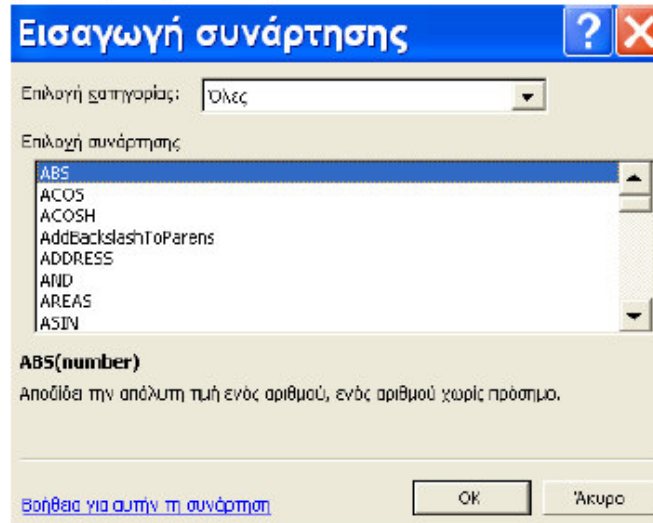 Εισαγωγή συνάρτησης
Επιλογή κατηγορίας: Όλες
Επιλογή συνάρτησης
ABS
ACOS
ACOSH
AddBackslashToParens
ADDRESS
AND
AREAS
ASIN
ABS(number)
Αποδίδει την απόλυτη τιμή ενός αριθμού, ενός αριθμού χωρίς πρόσημο.
Βοήθεια για αυτήν τη συνάρτηση
OK
Άκυρο